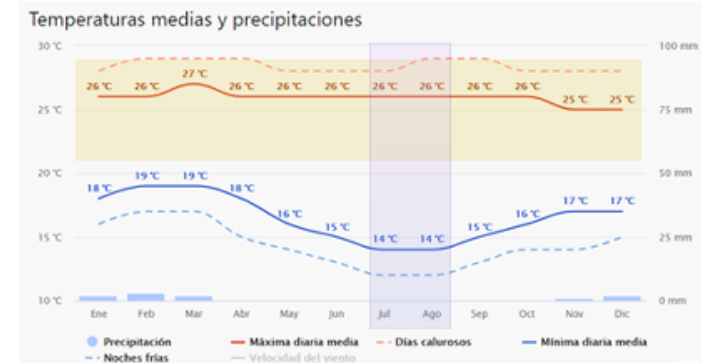 Temperaturas medias y precipitaciones
30 °C 100 mm
27 °C
26 °C 26 °C 26 °C 26 °C 26 °C 26 °C 26 °C 26 °C 26 °C
25 °C 25 °C
25 °C 75 mm
20 °C 50 mm
19 °C 19 °C
18 °C 18 °C
17 °C 17 °C
16 °C 16 °C
15 °C 15 °C
14 °C 14 °C
15 °C 25 mm
10 °C 0 mm
Ene Feb Mar Abr May Jun Jul Ago Sep Oct Nov Dic
Precipitación Máxima diaria media Días calurosos Mínima diaria media
Noches frías Velocidad del viento